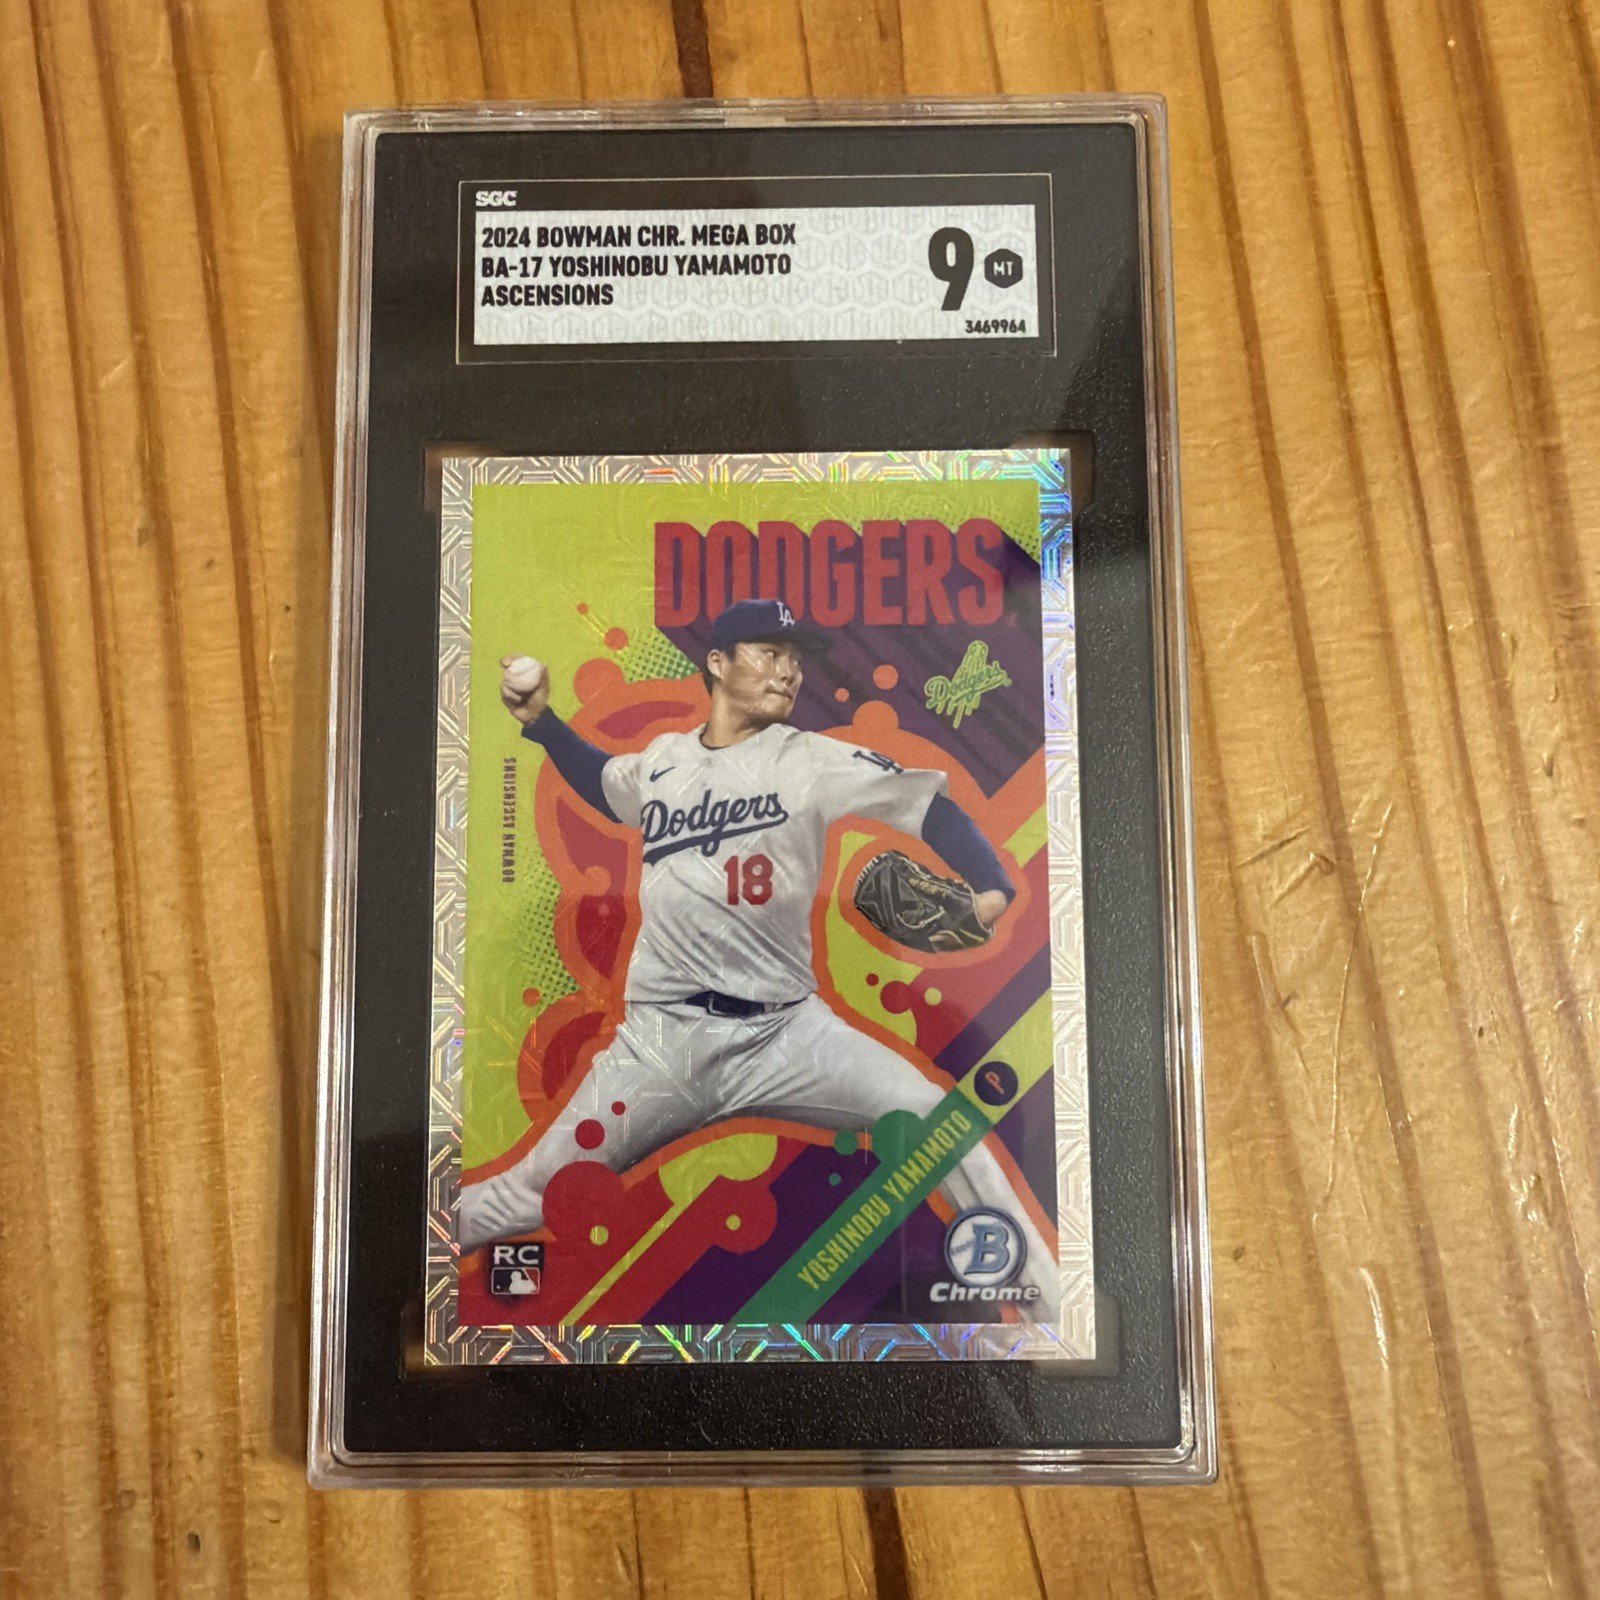 SGC
2024 BOWMAN CHR. MEGA BOX
BA-17 YOSHINOBU YAMAMOTO
ASCENSIONS
9 MT
3469964
DODGERS
LA
Dodgers
LA
BOWMAN ASCENSIONS
Dodgers
18
P
YOSHINOBU YAMAMOTO
RC
B
Chrome